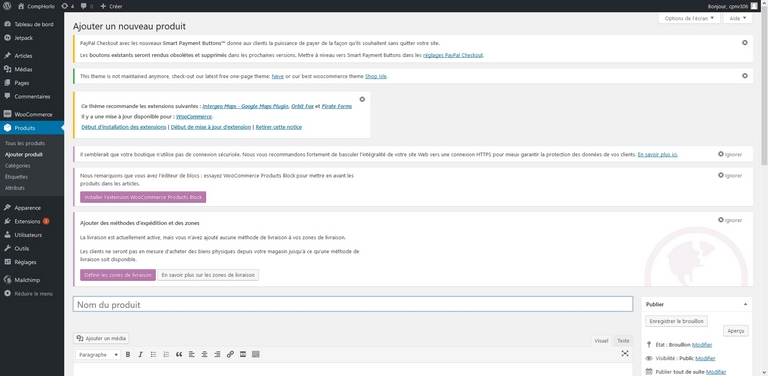 CompHorlo 4 0 + Créer Bonjour, cpnv306
Tableau de bord
Jetpack
Articles
Médias
Pages
Commentaires
WooCommerce
Produits
Tous les produits
Ajouter produit
Catégories
Étiquettes
Attributs
Apparence
Extensions 3
Utilisateurs
Outils
Réglages
Mailchimp
Réduire le menu
Options de l'écran
Aide
Ajouter un nouveau produit
PayPal Checkout avec les nouveaux Smart Payment Buttons™ donne aux clients la puissance de payer de la façon qu'ils souhaitent sans quitter votre site.
Les boutons existants seront rendus obsolètes et supprimés dans les prochaines versions. Mettre à niveau vers Smart Payment Buttons dans les réglages PayPal Checkout.
This theme is not maintained anymore, check-out our latest free one-page theme: Neve or our best woocommerce theme Shop Isle.
Ce thème recommande les extensions suivantes : Intergeo Maps - Google Maps Plugin, Orbit Fox et Pirate Forms
Il y a une mise à jour disponible pour : WooCommerce.
Début d'installation des extensions | Début de mise à jour d'extension | Retirer cette notice
Il semblerait que votre boutique n'utilise pas de connexion sécurisée. Nous vous recommandons fortement de basculer l'intégralité de votre site Web vers une connexion HTTPS pour mieux garantir la protection des données de vos clients. En savoir plus ici.
Ignorer
Nous remarquons que vous avez l'éditeur de blocs : essayez WooCommerce Products Block pour mettre en avant les
produits dans les articles.
Ignorer
Installer l'extension WooCommerce Products Block
Ajouter des méthodes d'expédition et des zones
Ignorer
La livraison est actuellement active, mais vous n'avez ajouté aucune méthode de livraison à vos zones de livraison.
Les clients ne seront pas en mesure d'acheter des biens physiques depuis votre magasin jusqu'à ce qu'une méthode de
livraison soit disponible.
Définir les zones de livraison
En savoir plus sur les zones de livraison
Nom du produit
Ajouter un média
Visuel Texte
Paragraphe B I
Publier
Enregistrer le brouillon
Aperçu
État : Brouillon Modifier
Visibilité : Public Modifier
Publier tout de suite Modifier